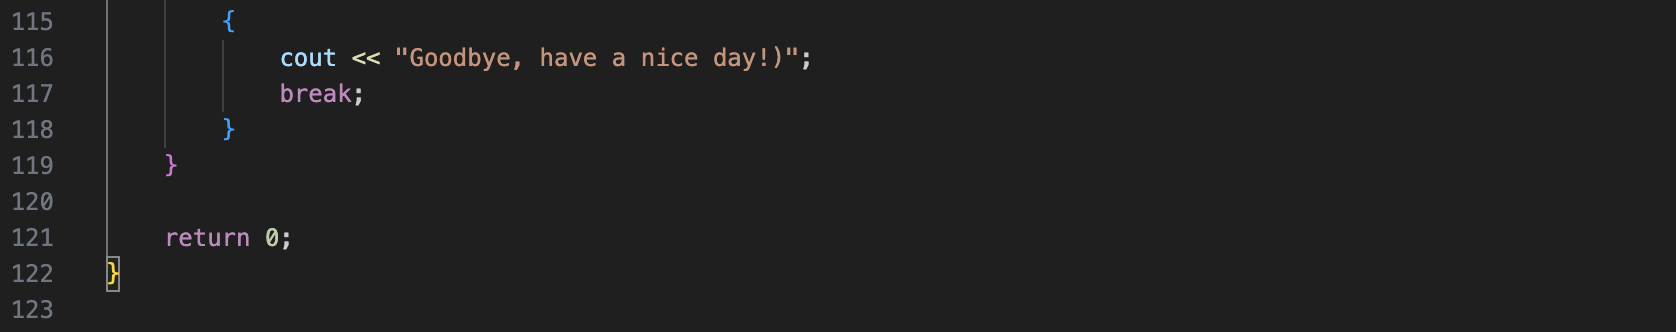 115 {
116 cout << "Goodbye, have a nice day!)";
117 break;
118 }
119 }
120
121 return 0;
122 }
123